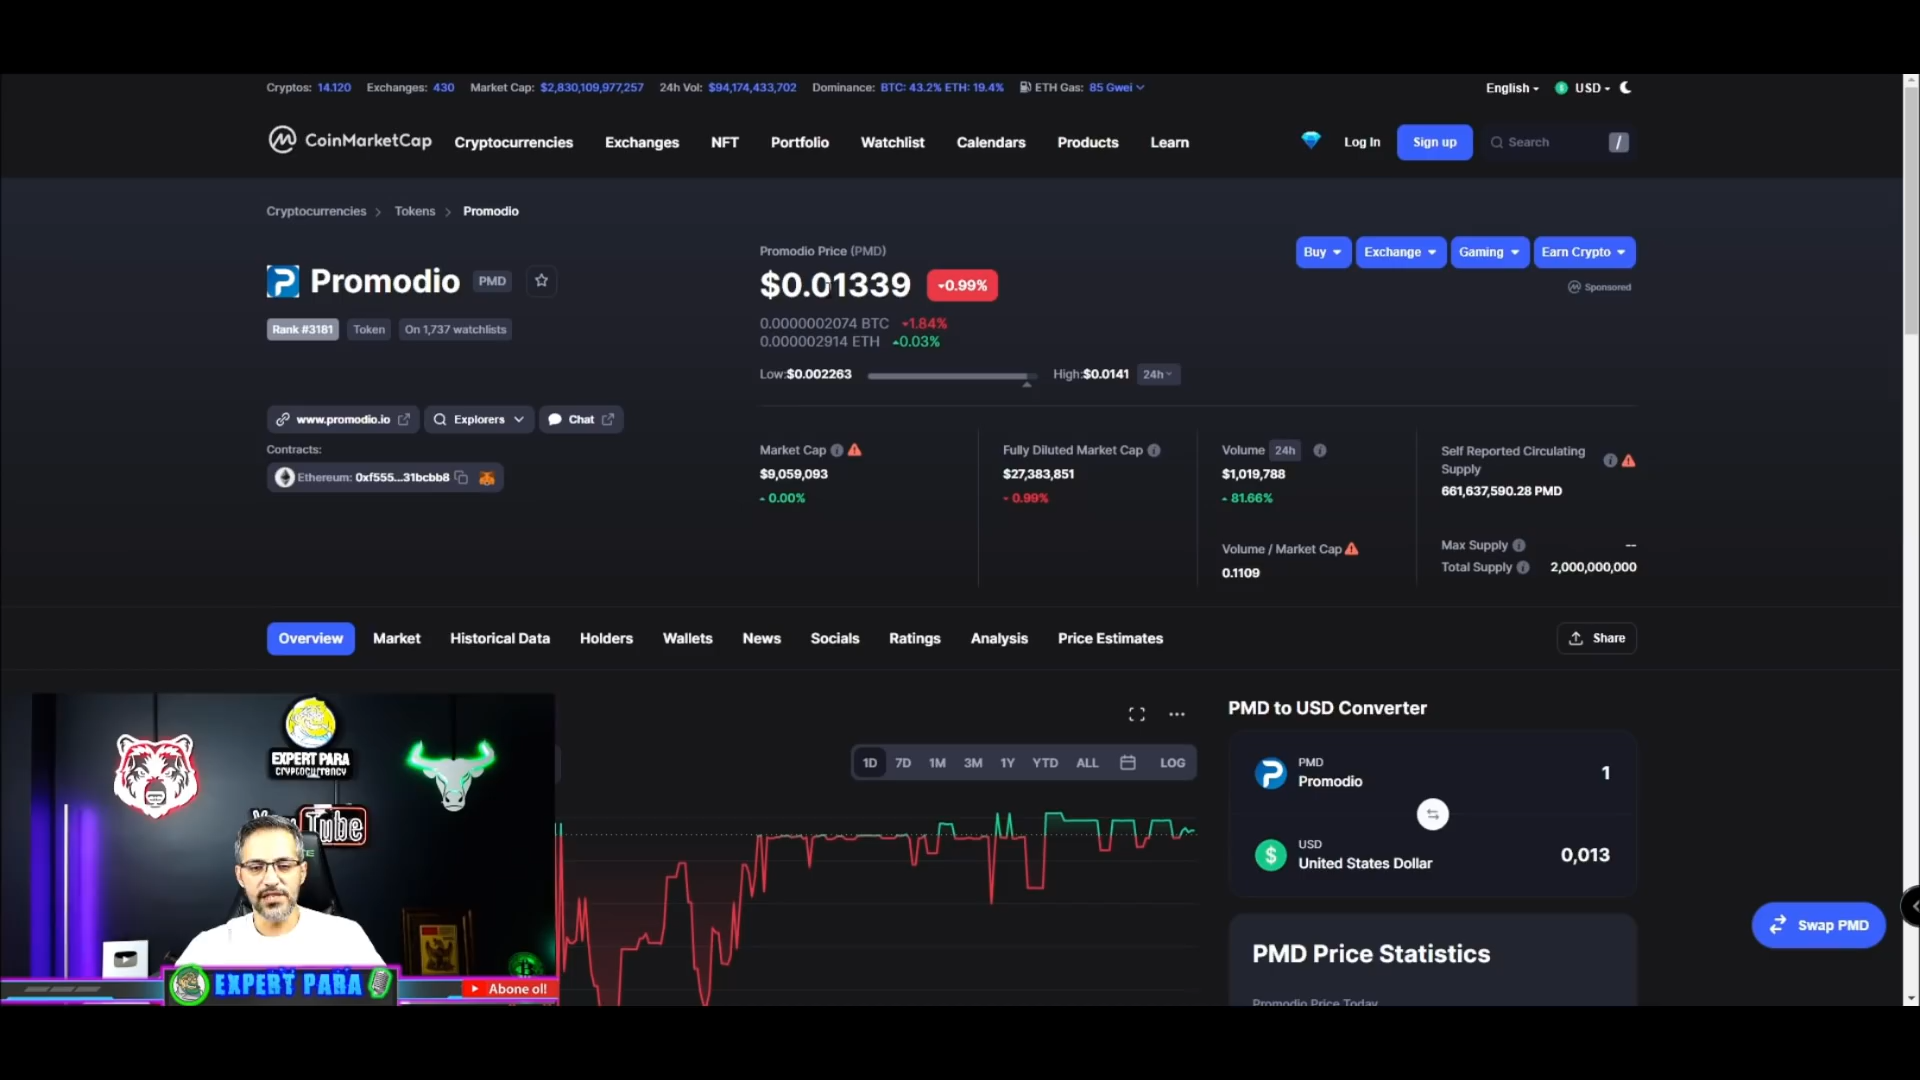 Cryptos: 14.120 Exchanges: 430 Market Cap: $2,830,109,977,257 24h Vol: $94,174,433,702 Dominance: BTC: 43.2% ETH: 19.4% ETH Gas: 85 Gwei English USD
CoinMarketCap Cryptocurrencies Exchanges NFT Portfolio Watchlist Calendars Products Learn Log In Sign up Search /
Cryptocurrencies > Tokens > Promodio
Promodio PMD
Rank #3181 Token On 1,737 watchlists
www.promodio.io Explorers Chat
Contracts:
Ethereum: 0xf555...31bcbb8
Promodio Price (PMD)
$0.01339 0.99%
0.0000002074 BTC 1.84%
0.000002914 ETH 0.03%
Low:$0.002263 High:$0.0141 24h
Buy Exchange Gaming Earn Crypto
Sponsored
Market Cap
$9,059,093
0.00%
Fully Diluted Market Cap
$27,383,851
0.99%
Volume 24h
$1,019,788
81.66%
Volume / Market Cap
0.1109
Self Reported Circulating
Supply
661,637,590.28 PMD
Max Supply --
Total Supply 2,000,000,000
Overview Market Historical Data Holders Wallets News Socials Ratings Analysis Price Estimates Share
1D 7D 1M 3M 1Y YTD ALL LOG
PMD to USD Converter
PMD
Promodio 1
USD
United States Dollar 0,013
Swap PMD
PMD Price Statistics
Promodio Price Today
EXPERT PARA
CRYPTOCURRENCY
Tube
EXPERT PARA
Abone ol!